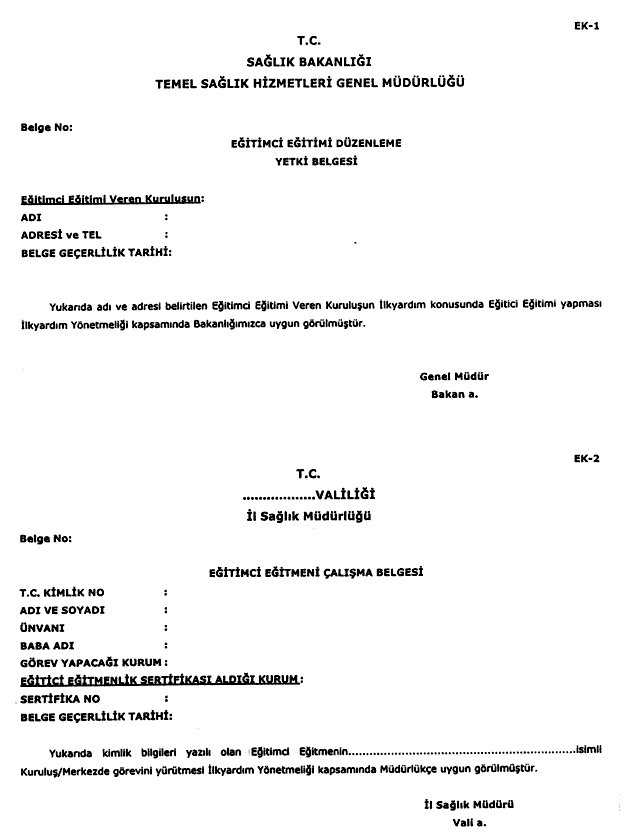 EK-1
T.C.
SAĞLIK BAKANLIĞI
TEMEL SAĞLIK HİZMETLERİ GENEL MÜDÜRLÜĞÜ
Belge No:
EĞİTİMCİ EĞİTİMİ DÜZENLEME
YETKİ BELGESİ
Eğitimci Eğitimi Veren Kuruluşun:
ADI :
ADRESİ ve TEL :
BELGE GEÇERLİLİK TARİHİ:
Yukarıda adı ve adresi belirtilen Eğitimci Eğitimi Veren Kuruluşun İlkyardım konusunda Eğitici Eğitimi yapması
İlkyardım Yönetmeliği kapsamında Bakanlığımızca uygun görülmüştür.
Genel Müdür
Bakan a.
EK-2
T.C.
..................VALİLİĞİ
İl Sağlık Müdürlüğü
Belge No:
EĞİTİMCİ EĞİTMENİ ÇALIŞMA BELGESİ
T.C. KİMLİK NO :
ADI VE SOYADI :
ÜNVANI :
BABA ADI :
GÖREV YAPACAĞI KURUM :
EĞİTİCİ EĞİTMENLİK SERTİFİKASI ALDIĞI KURUM :
SERTİFİKA NO :
BELGE GEÇERLİLİK TARİHİ:
Yukarıda kimlik bilgileri yazılı olan Eğitimci Eğitmenin..........................................................isimli
Kuruluş/Merkezde görevini yürütmesi İlkyardım Yönetmeliği kapsamında Müdürlükçe uygun görülmüştür.
İl Sağlık Müdürü
Vali a.